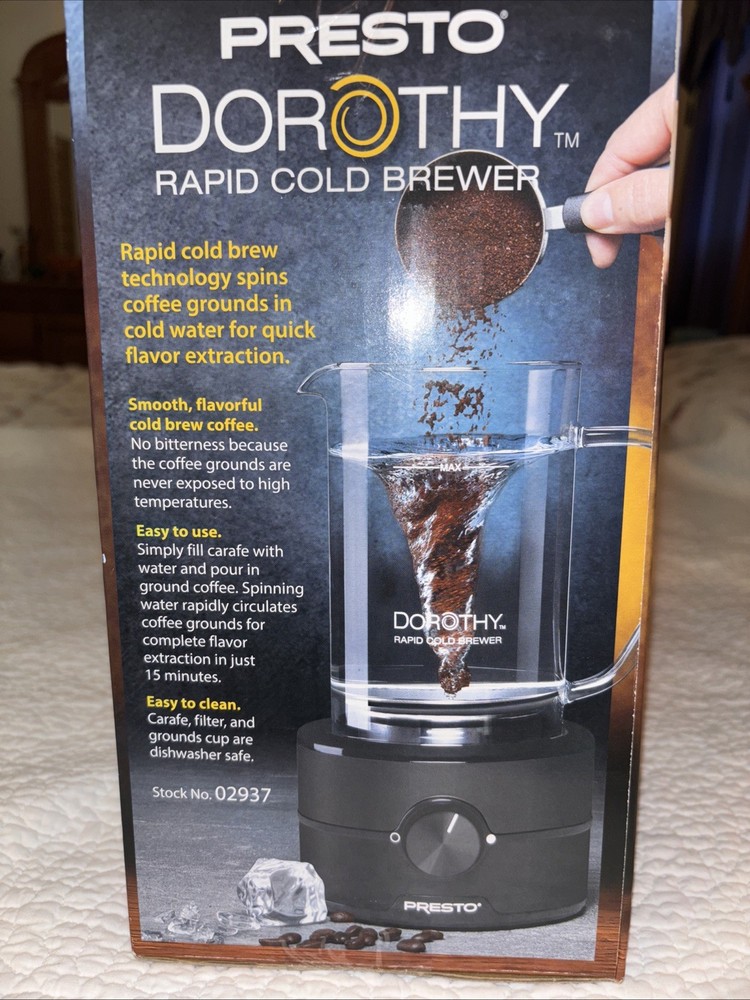 PRESTO®
DOROTHY™
RAPID COLD BREWER
Rapid cold brew
technology spins
coffee grounds in
cold water for quick
flavor extraction.
Smooth, flavorful
cold brew coffee.
No bitterness because
the coffee grounds are
never exposed to high
temperatures.
Easy to use.
Simply fill carafe with
water and pour in
ground coffee. Spinning
water rapidly circulates
coffee grounds for
complete flavor
extraction in just
15 minutes.
Easy to clean.
Carafe, filter, and
grounds cup are
dishwasher safe.
Stock No. 02937
MAX
DOROTHY™
RAPID COLD BREWER
PRESTO®